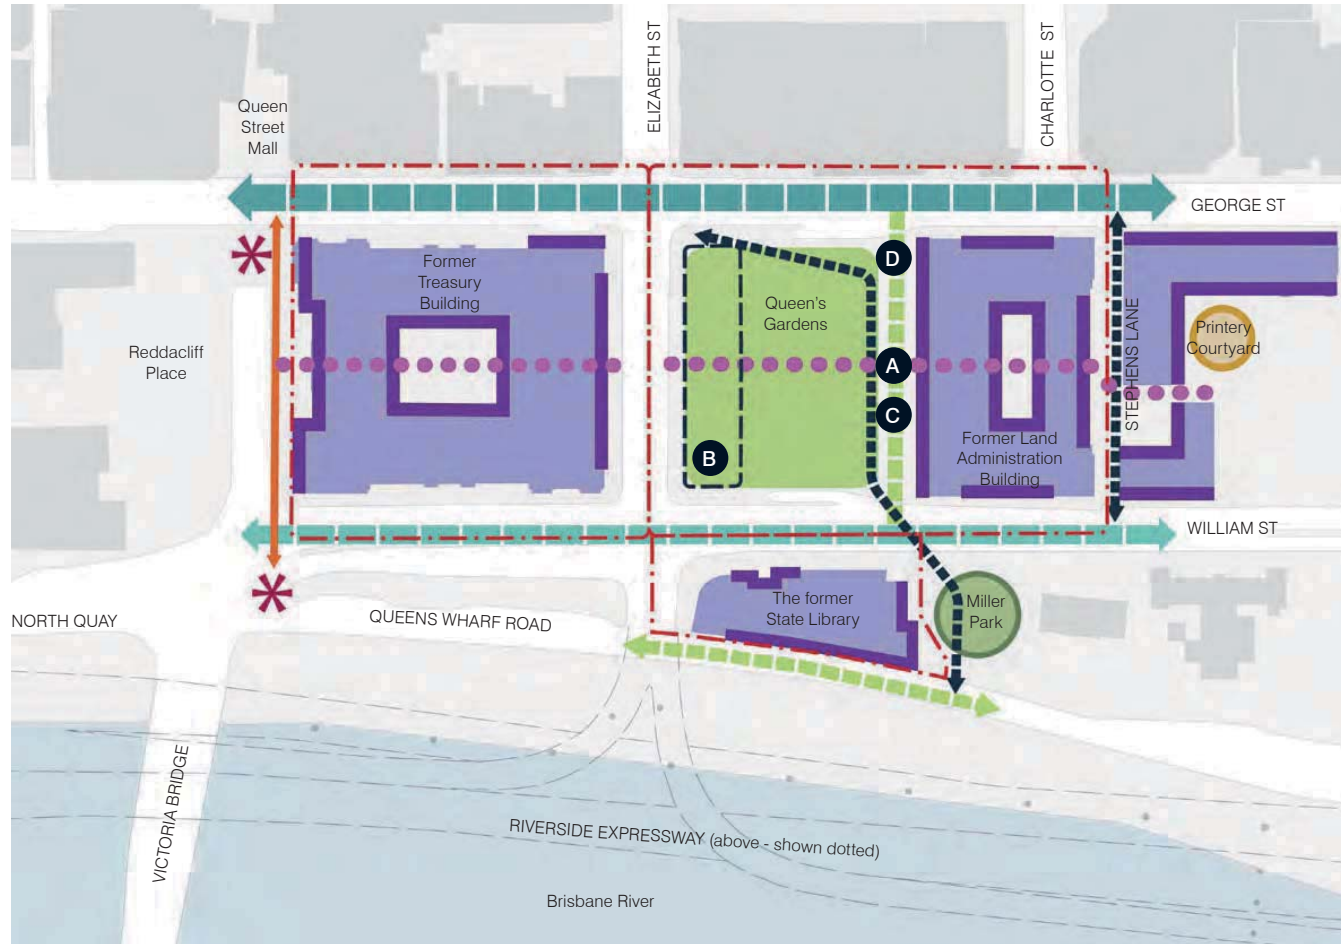 ELIZABETH ST
CHARLOTTE ST
Queen
Street
Mall
GEORGE ST
Former
Treasury
Building
D
Queen's
Gardens
Printery
Courtyard
Reddacliff
Place
A
STEPHENS LANE
C
B
Former Land
Administration
Building
WILLIAM ST
The former
State Library
Miller
Park
NORTH QUAY
QUEENS WHARF ROAD
VICTORIA BRIDGE
RIVERSIDE EXPRESSWAY (above - shown dotted)
Brisbane River